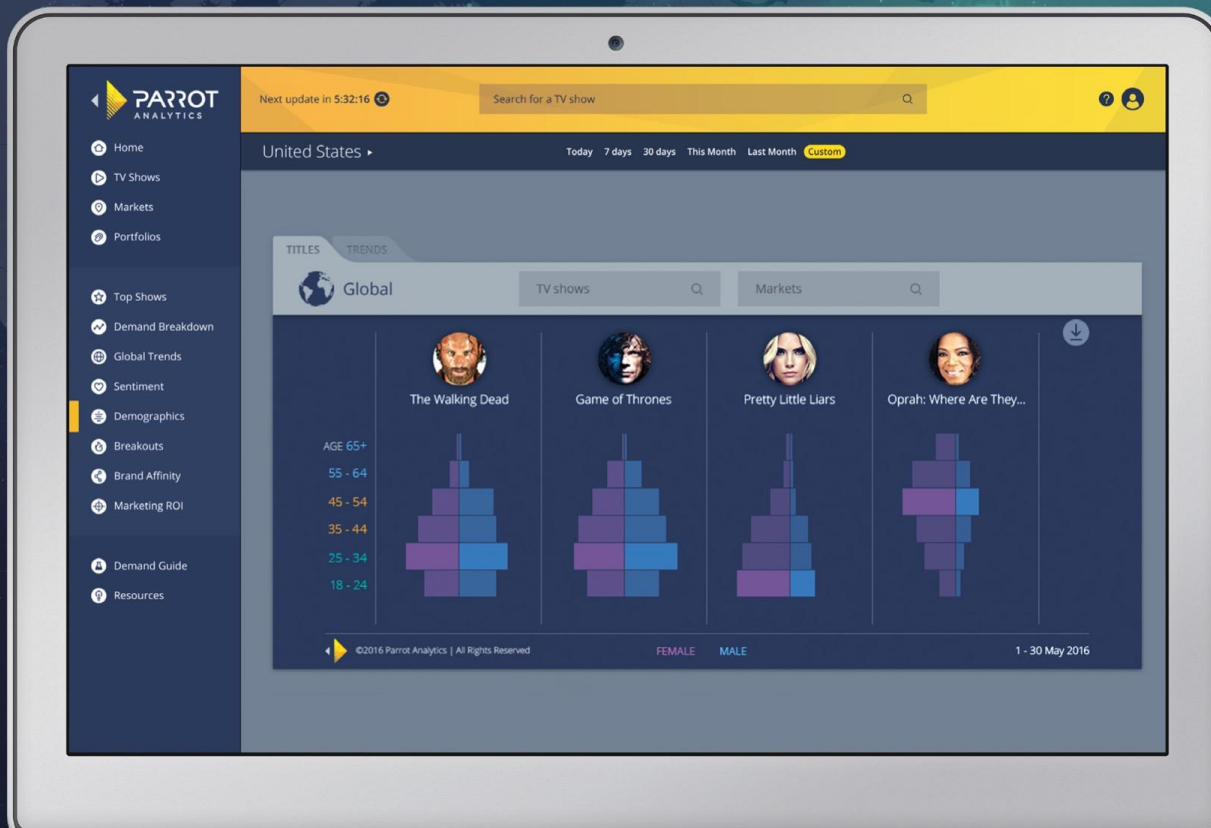 PARROT
ANALYTICS
Home
TV Shows
Markets
Portfolios
Top Shows
Demand Breakdown
Global Trends
Sentiment
Demographics
Breakouts
Brand Affinity
Marketing ROI
Demand Guide
Resources
Next update in 5:32:16
Search for a TV show
?
United States
Today 7 days 30 days This Month Last Month Custom
TITLES TRENDS
Global TV shows Markets
The Walking Dead Game of Thrones Pretty Little Liars Oprah: Where Are They...
AGE 65+
55 - 64
45 - 54
35 - 44
25 - 34
18 - 24
©2016 Parrot Analytics | All Rights Reserved FEMALE MALE 1 - 30 May 2016